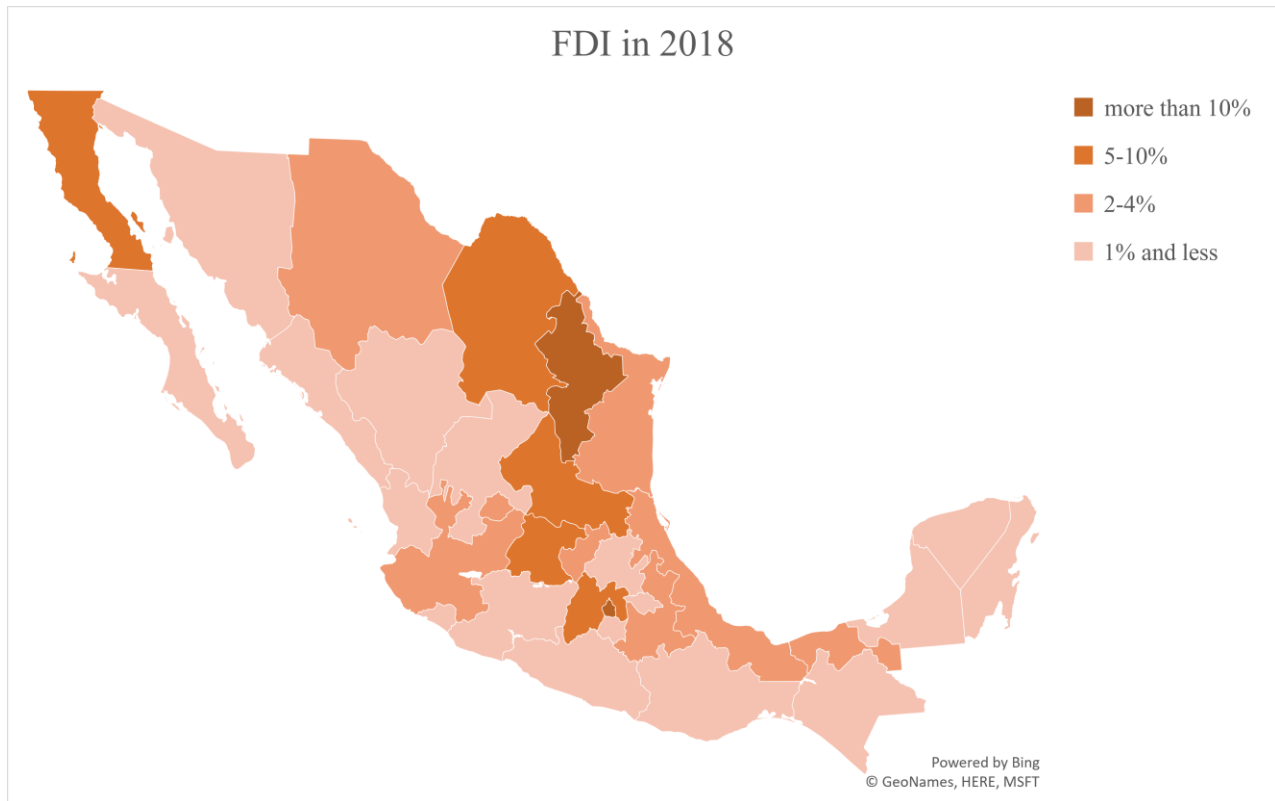 FDI in 2018
more than 10%
5-10%
2-4%
1% and less
Powered by Bing
© GeoNames, HERE, MSFT